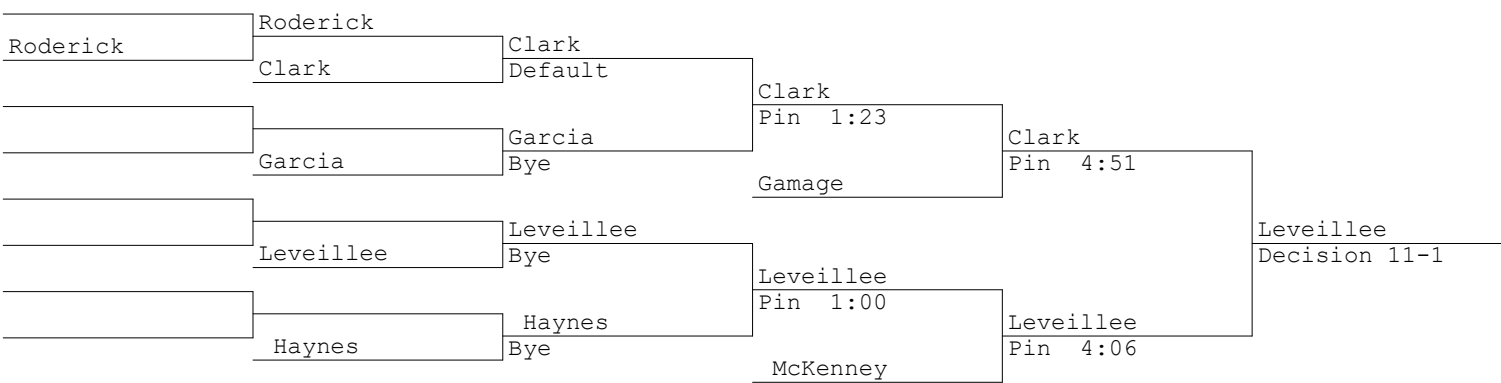 Roderick
Roderick
Clark
Clark
Default
Garcia
Garcia
Bye
Clark
Pin 1:23
Gamage
Clark
Pin 4:51
Leveillee
Leveillee
Bye
Haynes
Haynes
Bye
Leveillee
Pin 1:00
McKenney
Leveillee
Pin 4:06
Leveillee
Decision 11-1